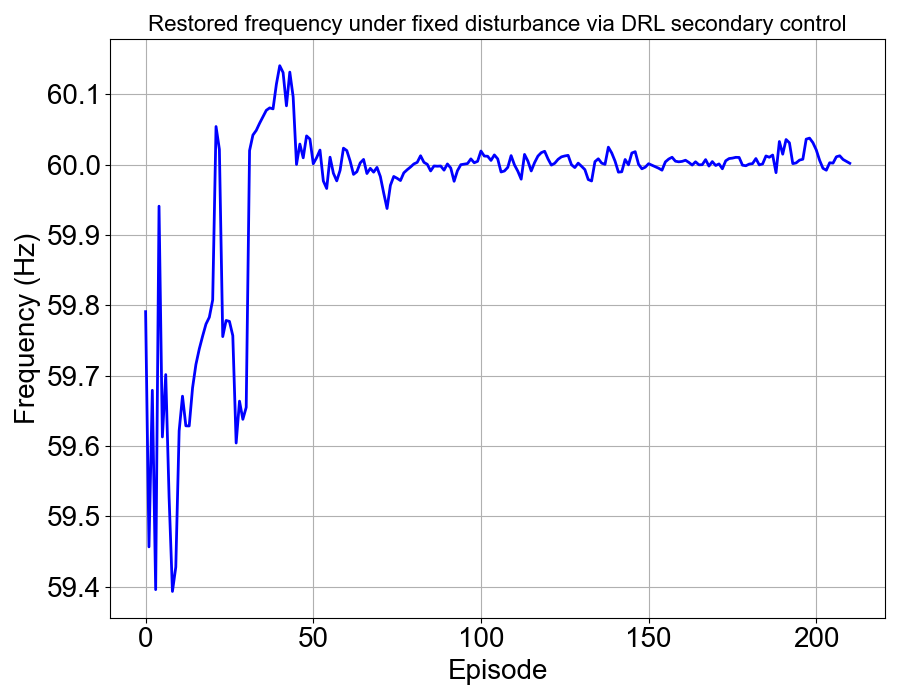 Restored frequency under fixed disturbance via DRL secondary control
60.1
60.0
59.9
59.8
59.7
59.6
59.5
59.4
Frequency (Hz)
0 50 100 150 200
Episode